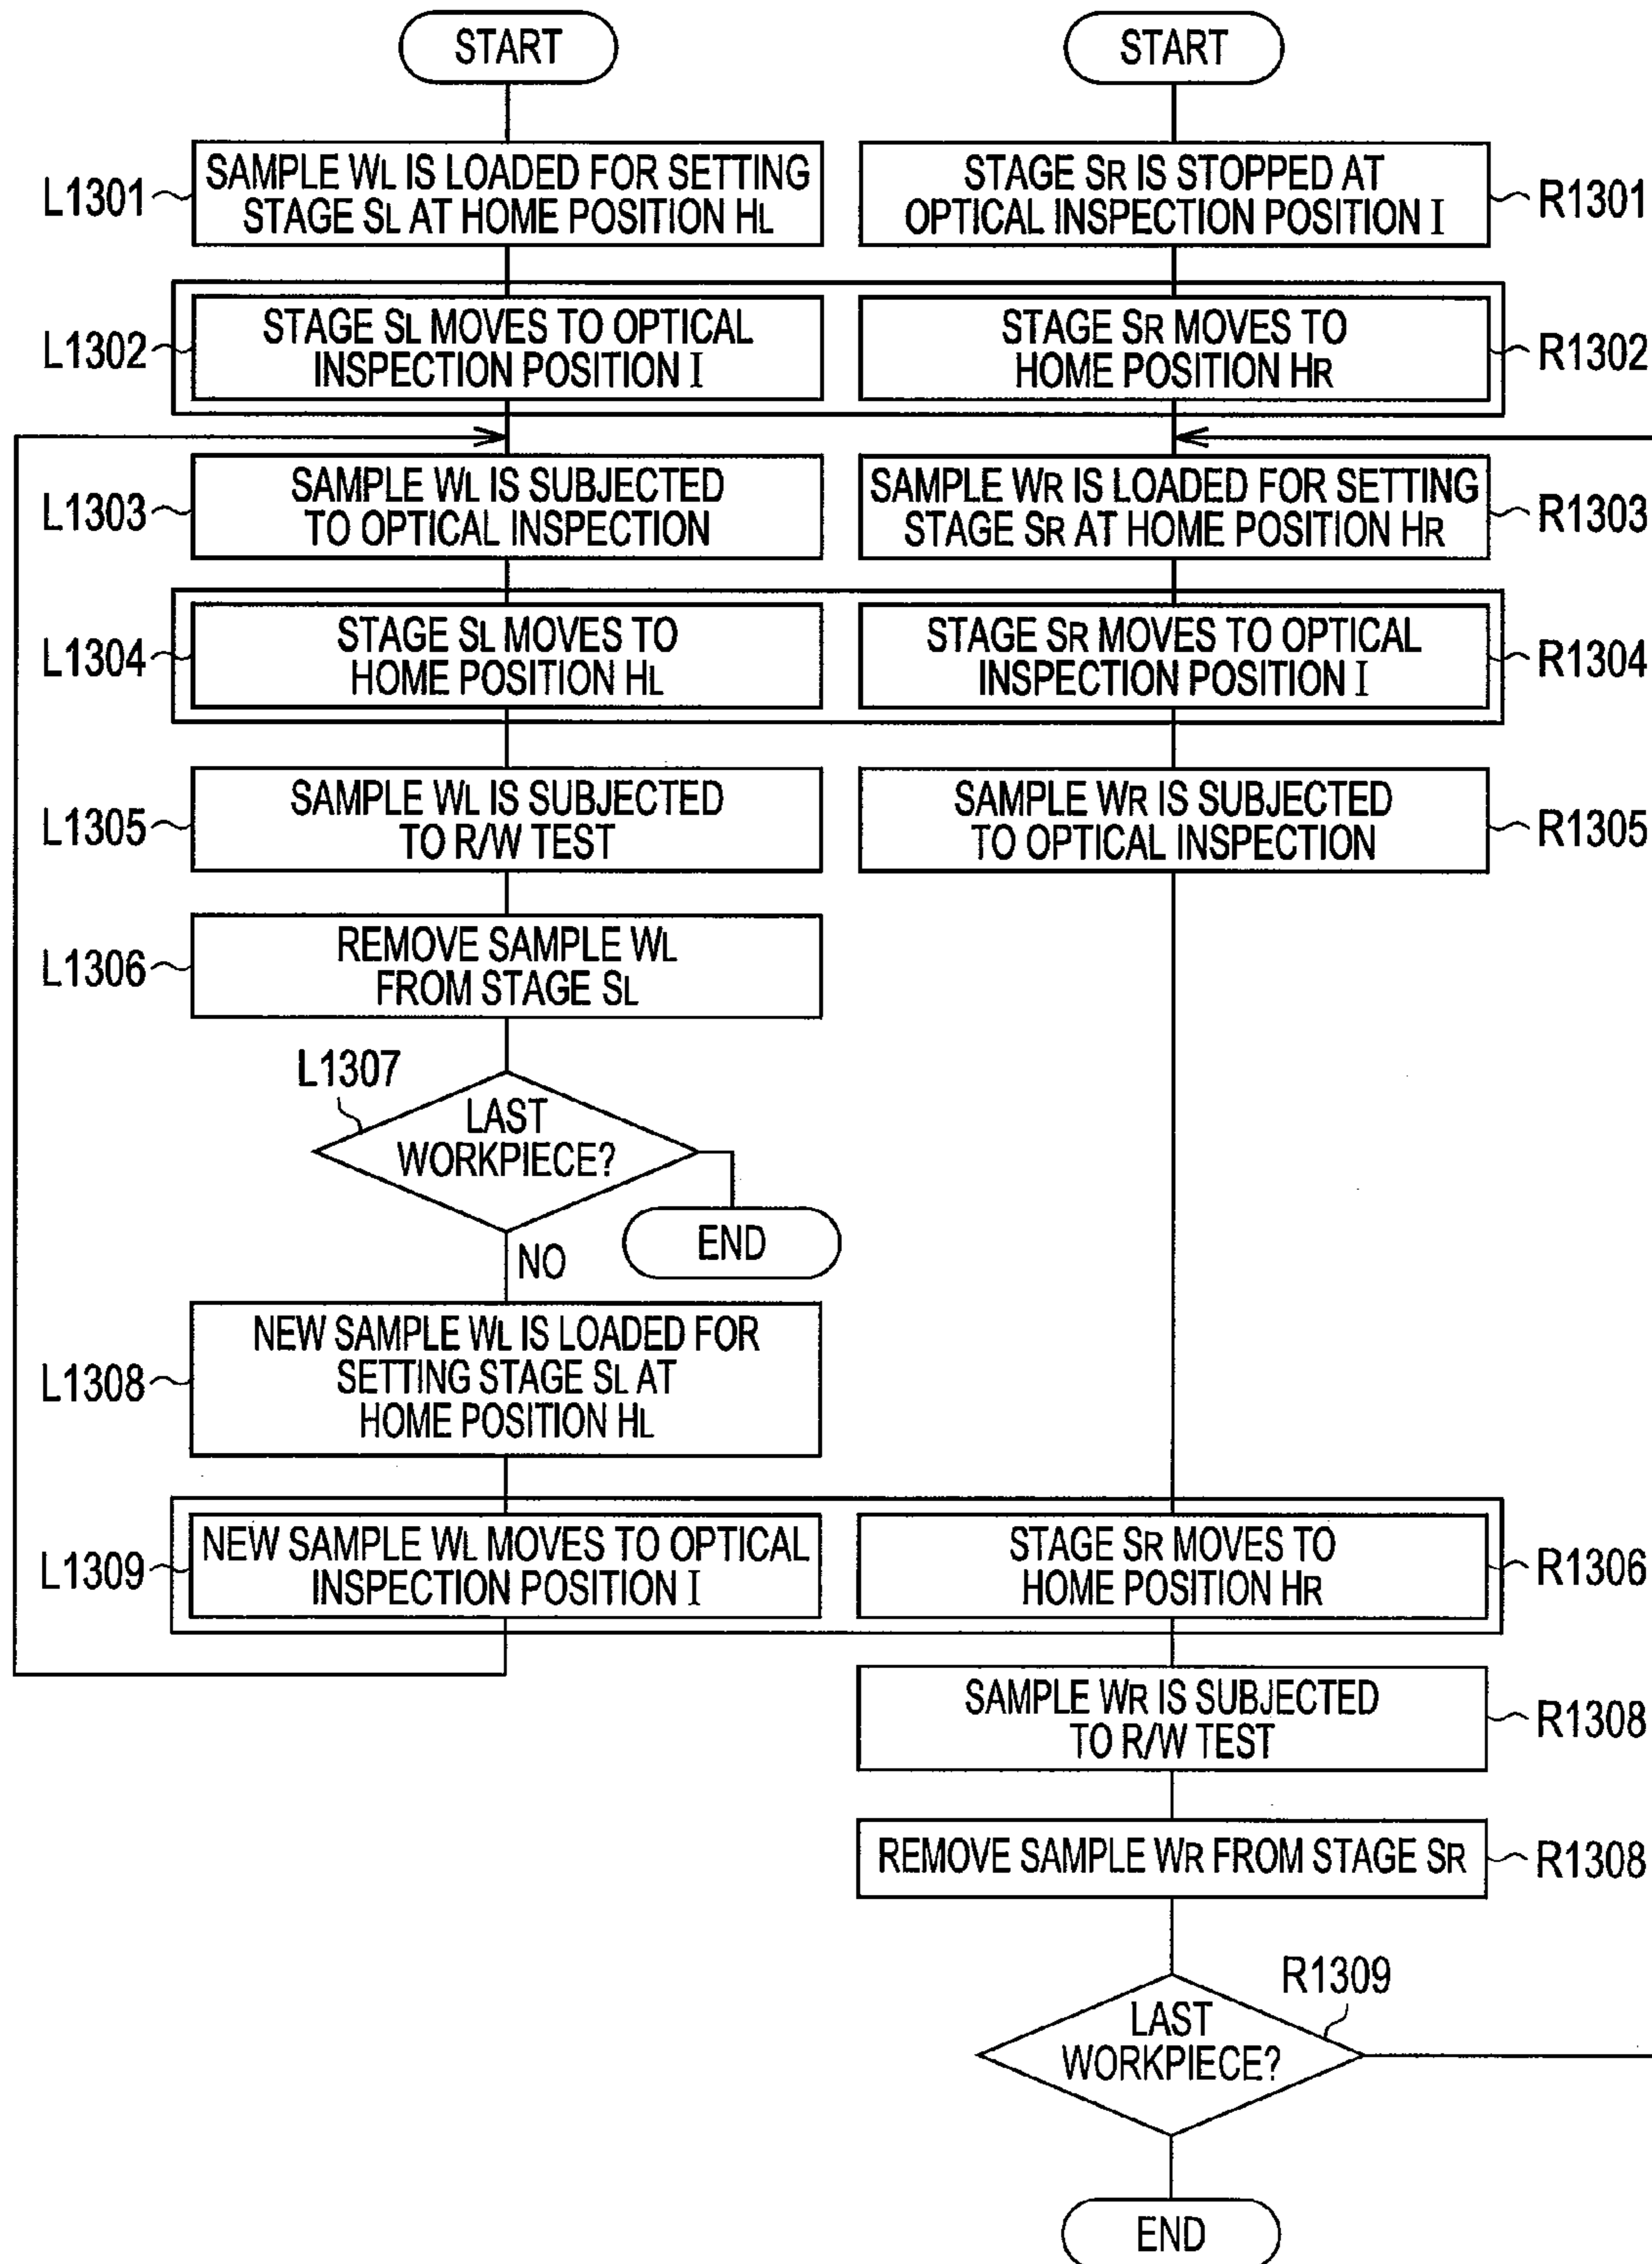 START
START
L1301
SAMPLE WL IS LOADED FOR SETTING
STAGE SL AT HOME POSITION HL
STAGE SR IS STOPPED AT
OPTICAL INSPECTION POSITION I
R1301
L1302
STAGE SL MOVES TO OPTICAL
INSPECTION POSITION I
STAGE SR MOVES TO
HOME POSITION HR
R1302
L1303
SAMPLE WL IS SUBJECTED
TO OPTICAL INSPECTION
SAMPLE WR IS LOADED FOR SETTING
STAGE SR AT HOME POSITION HR
R1303
L1304
STAGE SL MOVES TO
HOME POSITION HL
STAGE SR MOVES TO OPTICAL
INSPECTION POSITION I
R1304
L1305
SAMPLE WL IS SUBJECTED
TO R/W TEST
SAMPLE WR IS SUBJECTED
TO OPTICAL INSPECTION
R1305
L1306
REMOVE SAMPLE WL
FROM STAGE SL
L1307
LAST
WORKPIECE?
END
NO
L1308
NEW SAMPLE WL IS LOADED FOR
SETTING STAGE SL AT
HOME POSITION HL
L1309
NEW SAMPLE WL MOVES TO OPTICAL
INSPECTION POSITION I
STAGE SR MOVES TO
HOME POSITION HR
R1306
SAMPLE WR IS SUBJECTED
TO R/W TEST
R1308
REMOVE SAMPLE WR FROM STAGE SR
R1308
R1309
LAST
WORKPIECE?
END